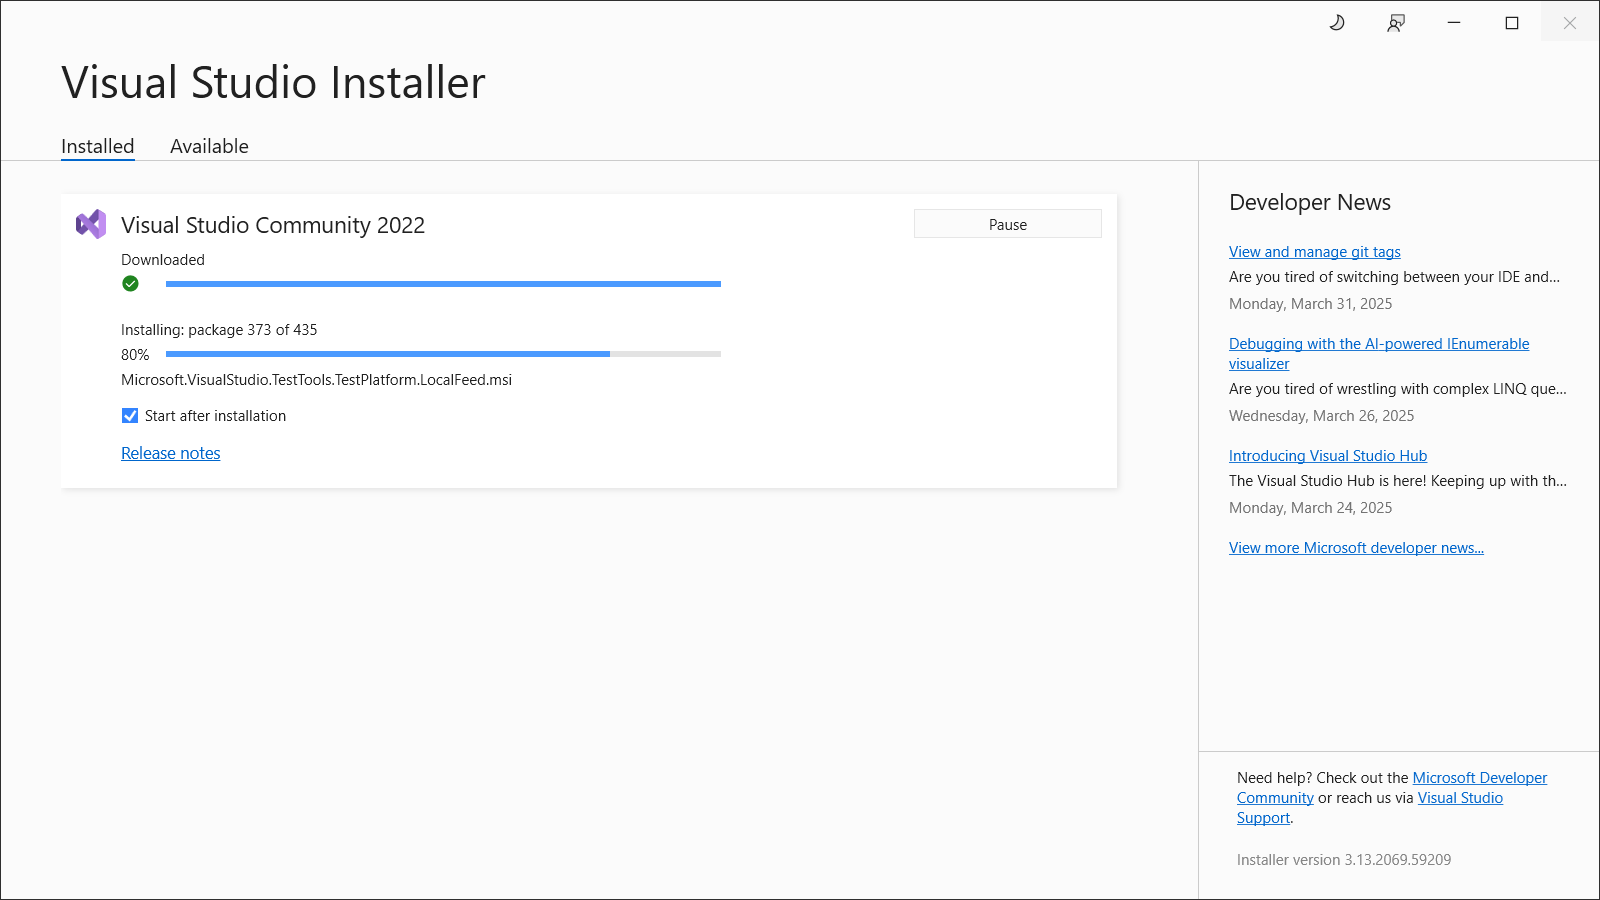 Visual Studio Installer
Installed
Available
Visual Studio Community 2022
Pause
Downloaded
Installing: package 373 of 435
80%
Microsoft.VisualStudio.TestTools.TestPlatform.LocalFeed.msi
Start after installation
Release notes
Developer News
View and manage git tags
Are you tired of switching between your IDE and...
Monday, March 31, 2025
Debugging with the AI-powered IEnumerable
visualizer
Are you tired of wrestling with complex LINQ que...
Wednesday, March 26, 2025
Introducing Visual Studio Hub
The Visual Studio Hub is here! Keeping up with th...
Monday, March 24, 2025
View more Microsoft developer news...
Need help? Check out the Microsoft Developer
Community or reach us via Visual Studio
Support.
Installer version 3.13.2069.59209